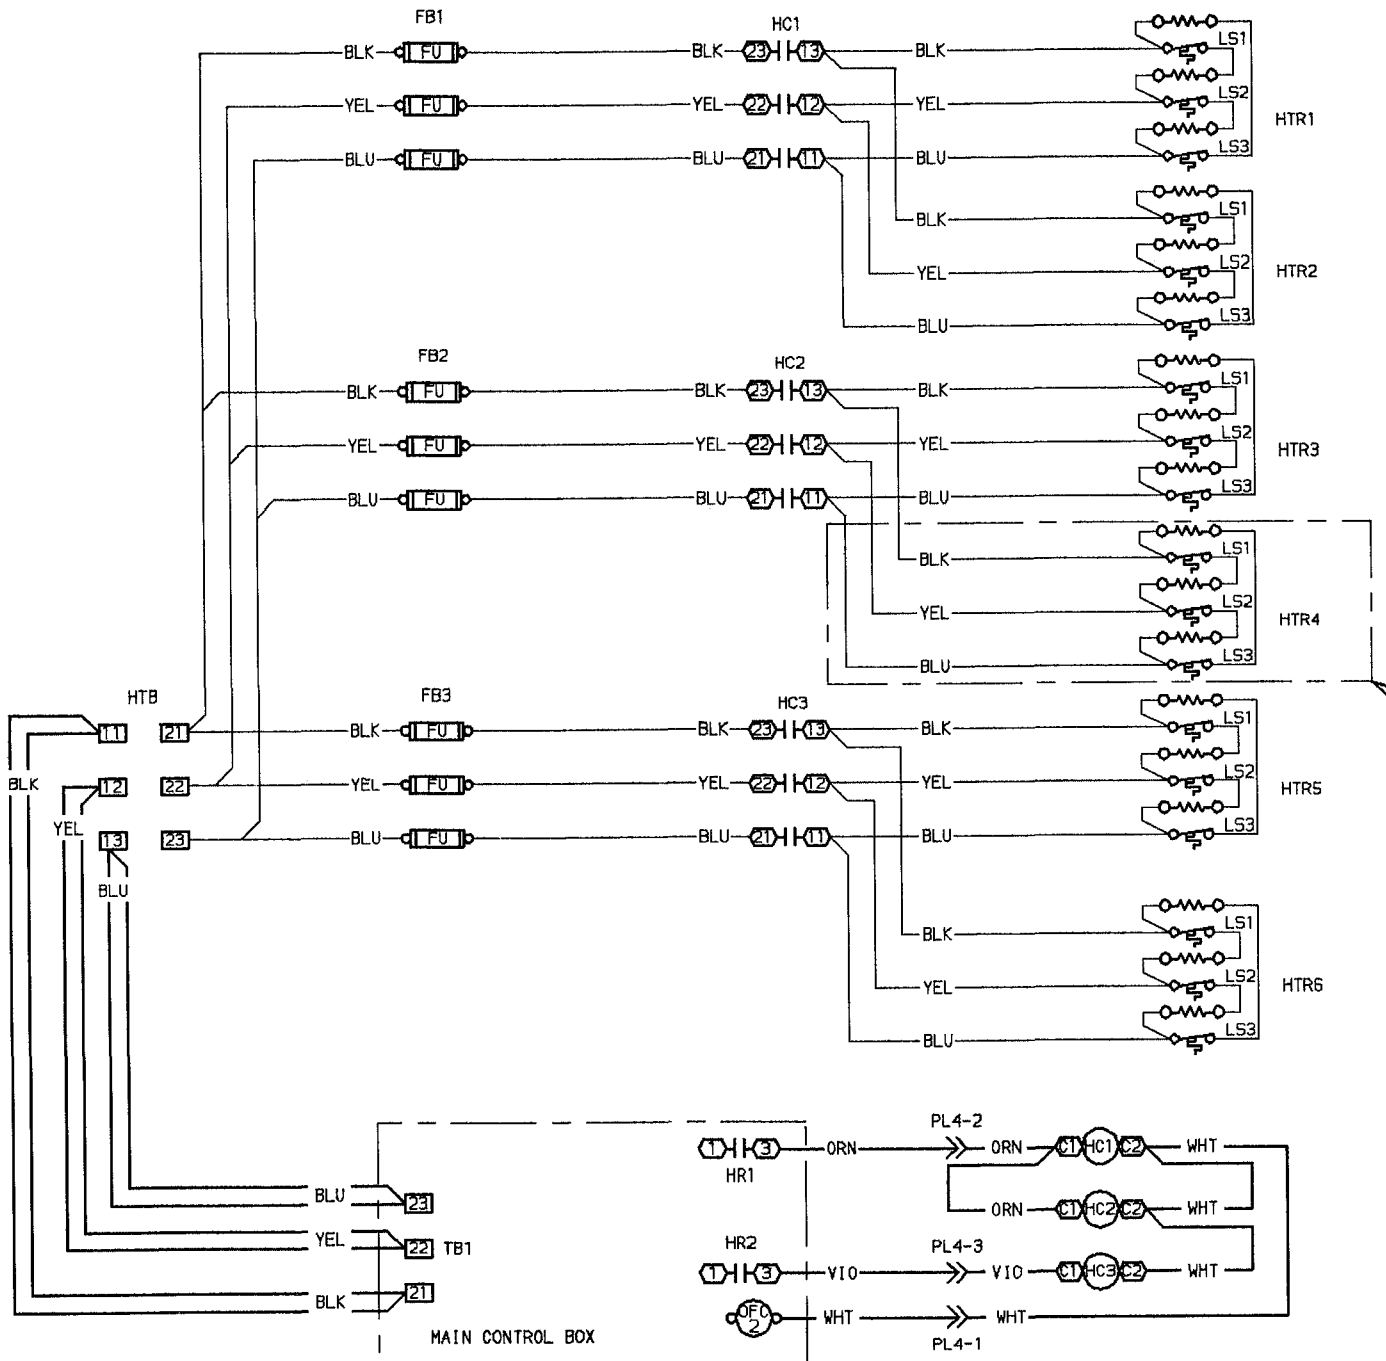 FB1
HC1
BLK FU BLK 23 13 BLK LS1
YEL FU YEL 22 12 YEL LS2
HTR1
BLU FU BLU 21 11 BLU LS3
BLK LS1
YEL LS2 HTR2
BLU LS3
FB2 HC2
BLK FU BLK 23 13 BLK LS1
YEL FU YEL 22 12 YEL LS2 HTR3
BLU FU BLU 21 11 BLU LS3
BLK LS1
YEL LS2 HTR4
BLU LS3
HTB FB3 HC3
11 21 BLK FU BLK 23 13 BLK LS1
BLK 12 22 YEL FU YEL 22 12 YEL LS2 HTR5
YEL
13 23 BLU FU BLU 21 11 BLU LS3
BLU
BLK LS1
YEL LS2 HTR6
BLU LS3
PL4-2
1 3 ORN ORN C1 HC1 C2 WHT
HR1
BLU 23
ORN C1 HC2 C2 WHT
YEL 22 TB1 HR2 PL4-3
1 3 VIO VIO C1 HC3 C2 WHT
BLK 21
OFC 2 WHT WHT
MAIN CONTROL BOX PL4-1